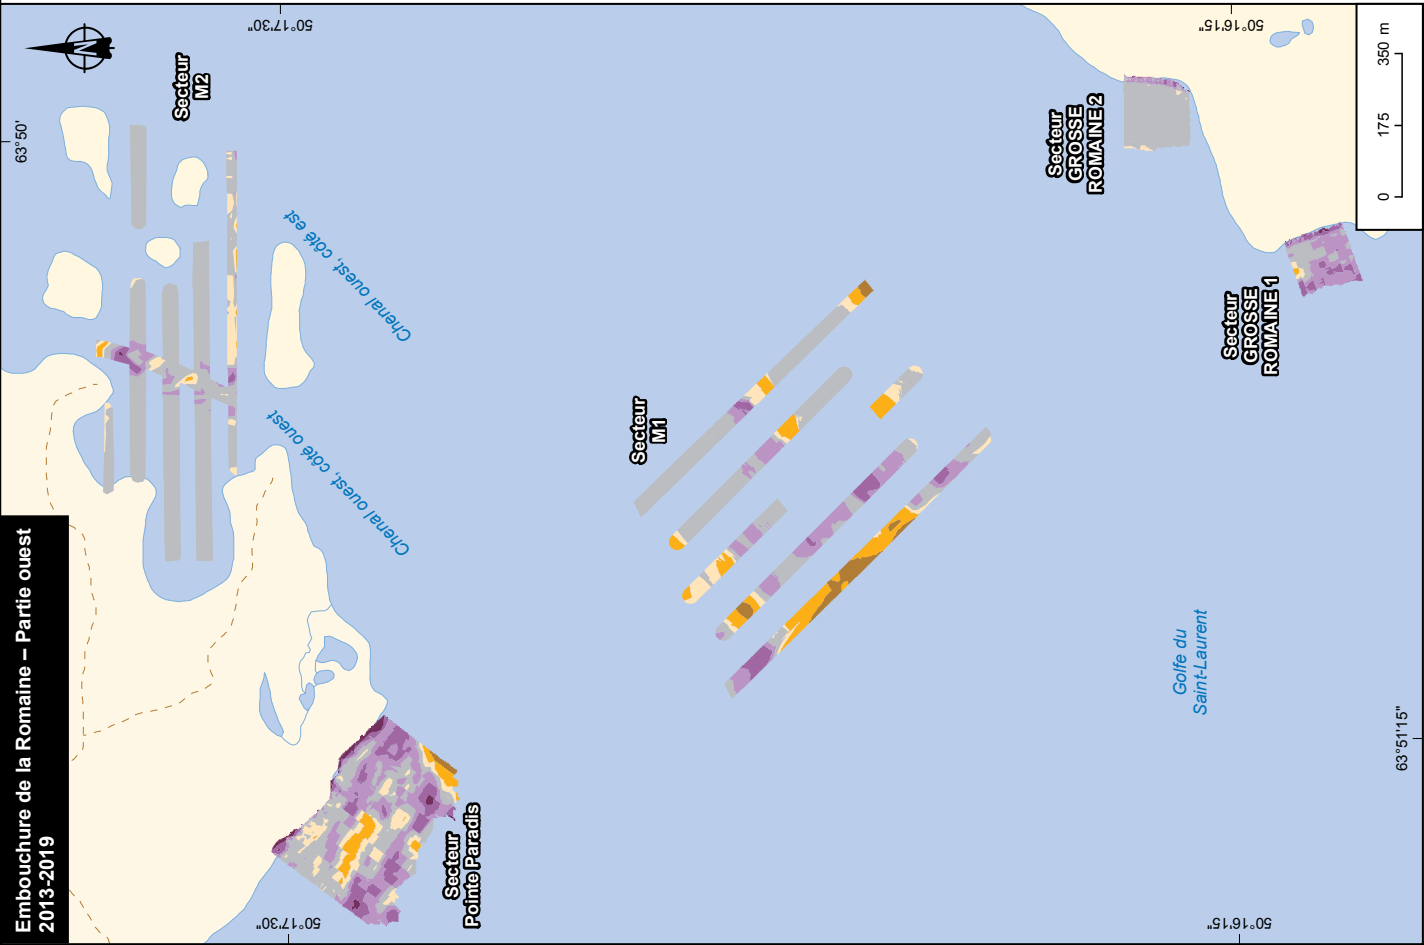 Embouchure de la Romaine – Partie ouest
2013-2019
N
63°50'
50°17'30"
50°16'15"
Secteur
M2
Chenal ouest, côté est
Chenal ouest, côté ouest
Secteur
M1
Secteur
GROSSE
ROMAINE 2
Secteur
GROSSE
ROMAINE 1
Secteur
Pointe Paradis
Golfe du
Saint-Laurent
0 175 350 m
50°17'30"
50°16'15"
63°51'15"